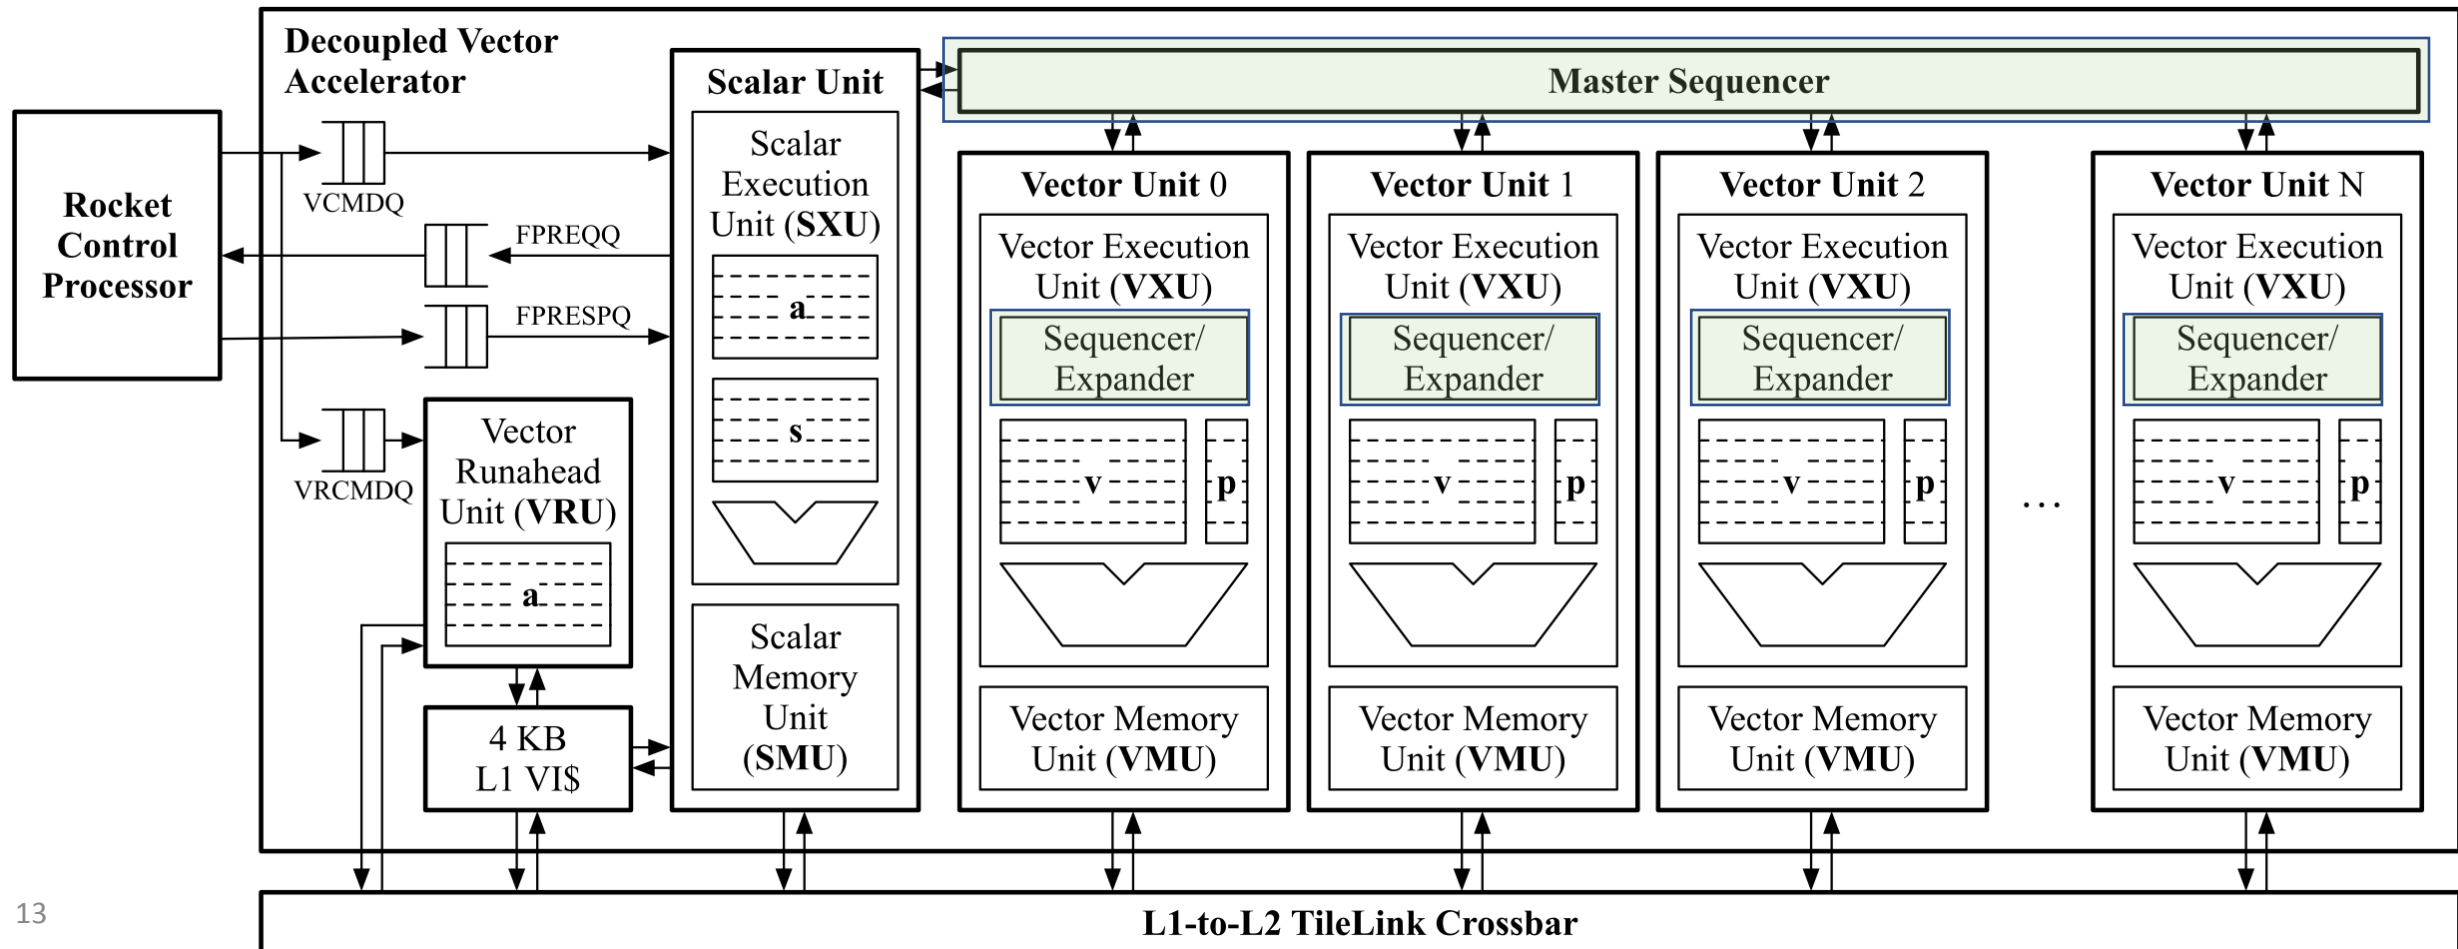 Decoupled Vector
Accelerator
Rocket
Control
Processor
VCMDQ
FPREQQ
FPRESPQ
VRCMDQ
Vector
Runahead
Unit (VRU)
a
4 KB
L1 VI$
Scalar Unit
Scalar
Execution
Unit (SXU)
a
s
Scalar
Memory
Unit
(SMU)
Master Sequencer
Vector Unit 0
Vector Execution
Unit (VXU)
Sequencer/
Expander
v
p
Vector Memory
Unit (VMU)
Vector Unit 1
Vector Execution
Unit (VXU)
Sequencer/
Expander
v
p
Vector Memory
Unit (VMU)
Vector Unit 2
Vector Execution
Unit (VXU)
Sequencer/
Expander
v
p
Vector Memory
Unit (VMU)
...
Vector Unit N
Vector Execution
Unit (VXU)
Sequencer/
Expander
v
p
Vector Memory
Unit (VMU)
L1-to-L2 TileLink Crossbar
13